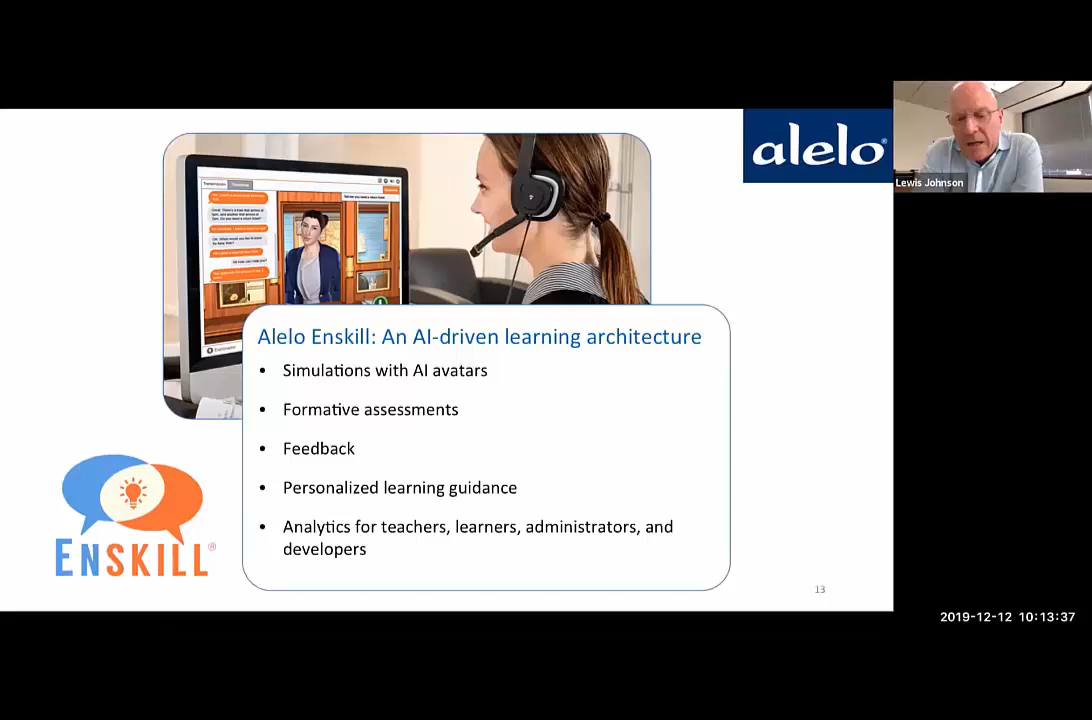 alelo®
Lewis Johnson
Alelo Enskill: An AI-driven learning architecture
• Simulations with AI avatars
• Formative assessments
• Feedback
• Personalized learning guidance
• Analytics for teachers, learners, administrators, and
developers
ENSKILL®
13
2019-12-12 10:13:37